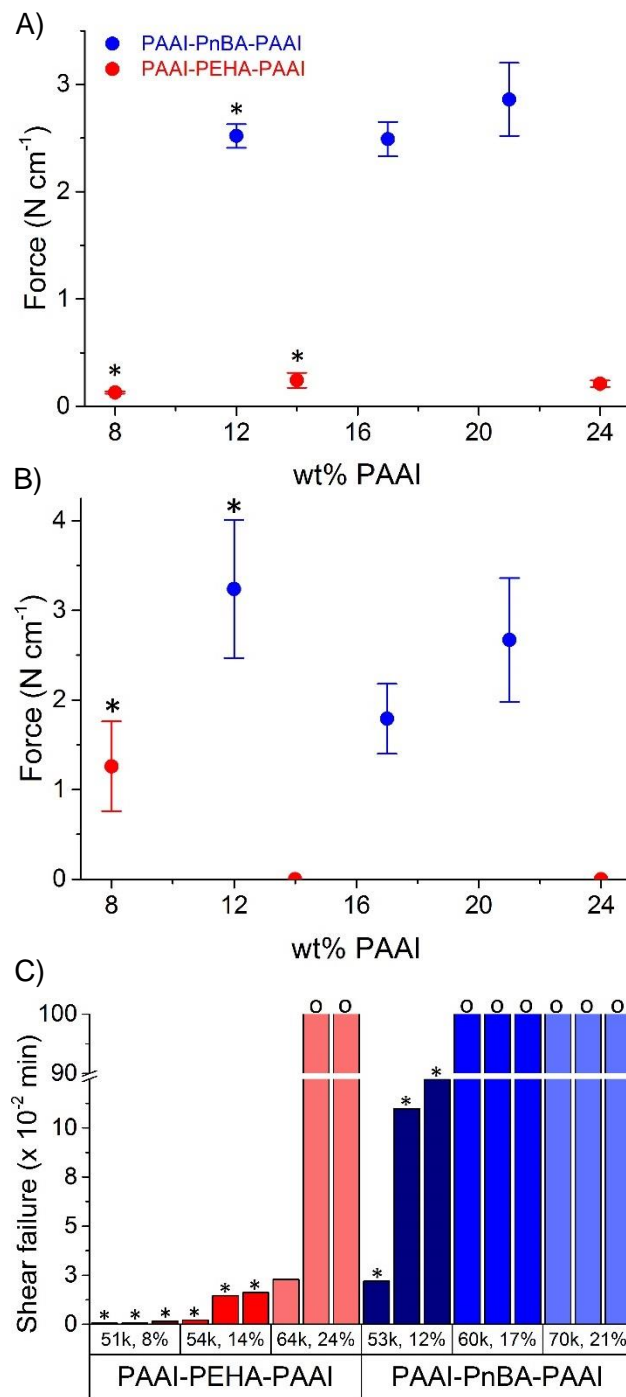 A)
PAAI-PnBA-PAAI
PAAI-PEHA-PAAI
*
* *
Force (N cm⁻¹)
3
2
1
0
8 12 16 20 24
wt% PAAI
B)
*
*
Force (N cm⁻¹)
4
3
2
1
0
8 12 16 20 24
wt% PAAI
C)
o o o o o o o o
* *
* * * * * * *
Shear failure (x 10⁻² min)
100
90
10
8
5
3
0
51k, 8% 54k, 14% 64k, 24% 53k, 12% 60k, 17% 70k, 21%
PAAI-PEHA-PAAI PAAI-PnBA-PAAI